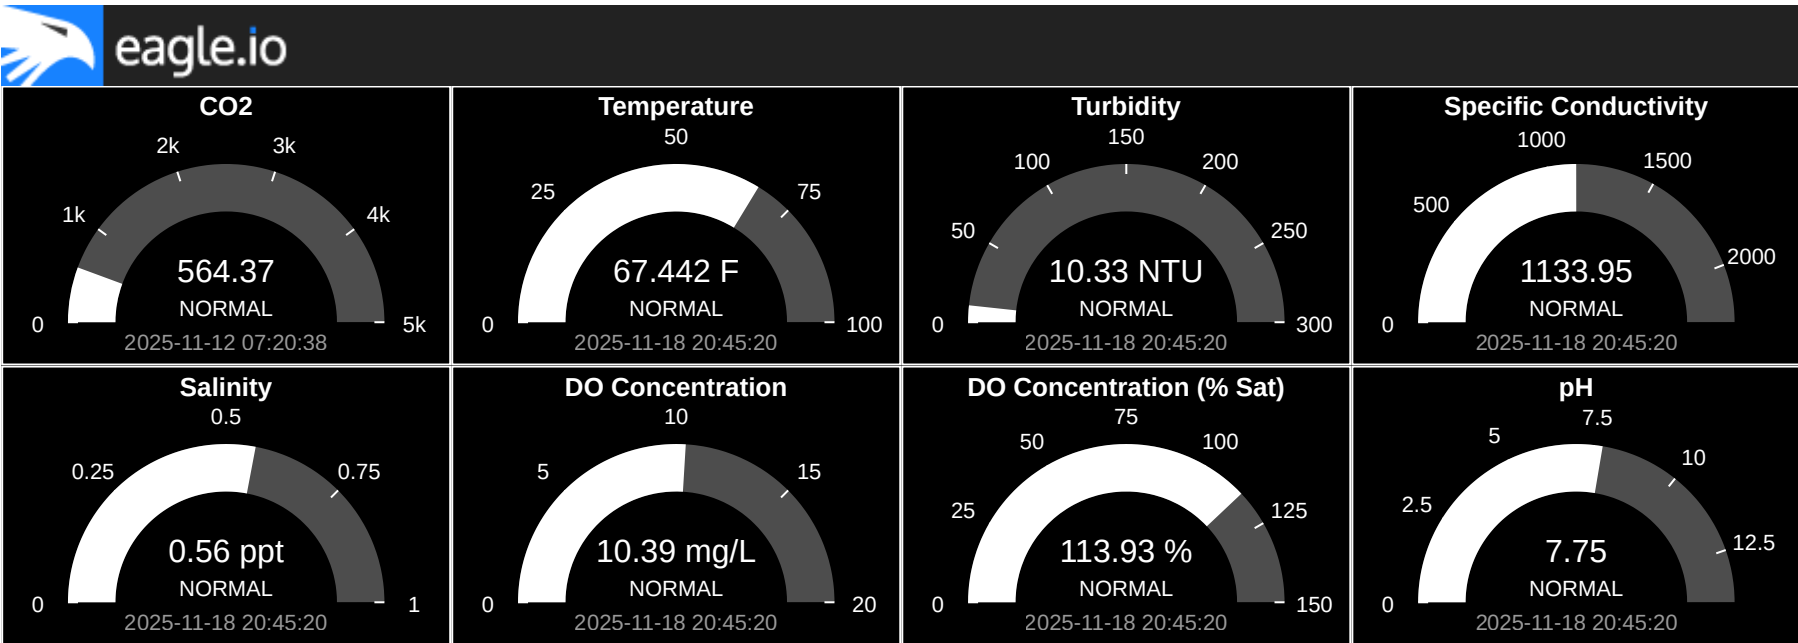 eagle.io
CO2
2k
3k
1k
4k
564.37
NORMAL
0
5k
2025-11-12 07:20:38
Temperature
50
25
75
67.442 F
NORMAL
0
100
2025-11-18 20:45:20
Turbidity
150
100
200
50
250
10.33 NTU
NORMAL
0
300
2025-11-18 20:45:20
Specific Conductivity
1000
1500
500
2000
1133.95
NORMAL
0
2025-11-18 20:45:20
Salinity
0.5
0.25
0.75
0.56 ppt
NORMAL
0
1
2025-11-18 20:45:20
DO Concentration
10
5
15
10.39 mg/L
NORMAL
0
20
2025-11-18 20:45:20
DO Concentration (% Sat)
75
50
100
25
125
113.93 %
NORMAL
0
150
2025-11-18 20:45:20
pH
7.5
5
10
2.5
12.5
7.75
NORMAL
0
2025-11-18 20:45:20